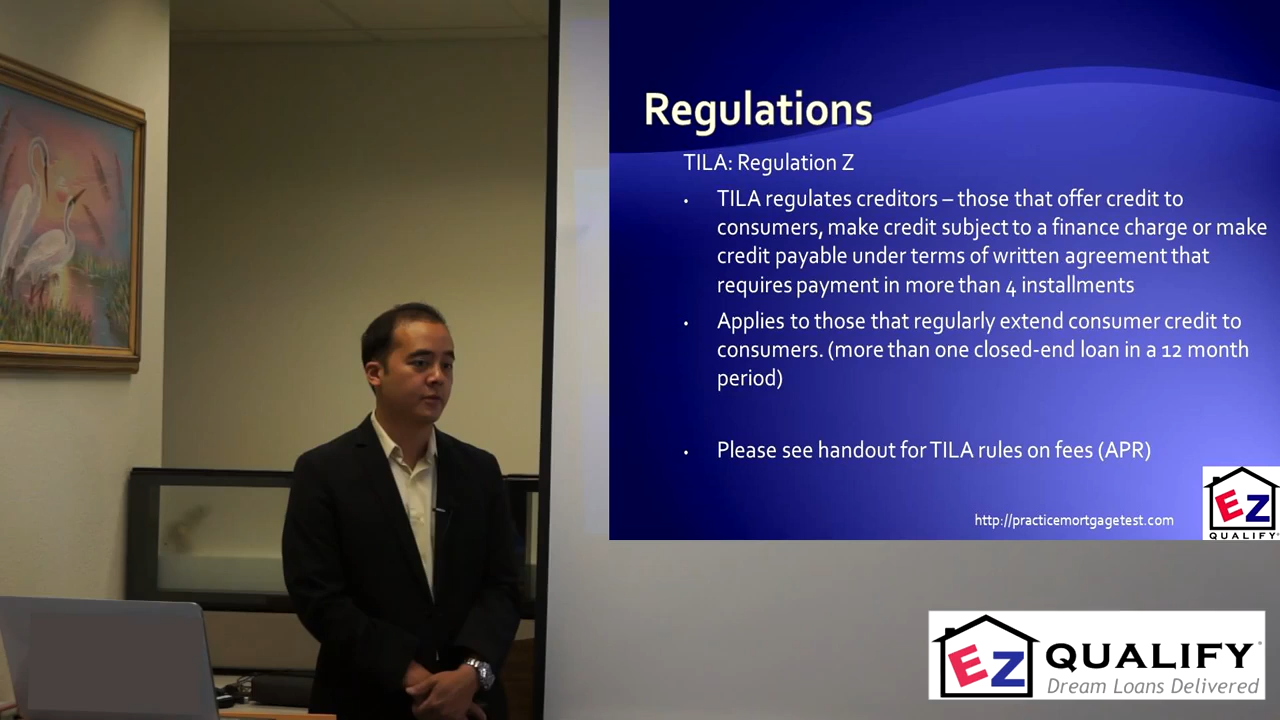 Regulations
TILA: Regulation Z
• TILA regulates creditors – those that offer credit to
consumers, make credit subject to a finance charge or make
credit payable under terms of written agreement that
requires payment in more than 4 installments
• Applies to those that regularly extend consumer credit to
consumers. (more than one closed-end loan in a 12 month
period)
• Please see handout for TILA rules on fees (APR)
http://practicemortgagetest.com
EZ
QUALIFY
EZ QUALIFY
Dream Loans Delivered